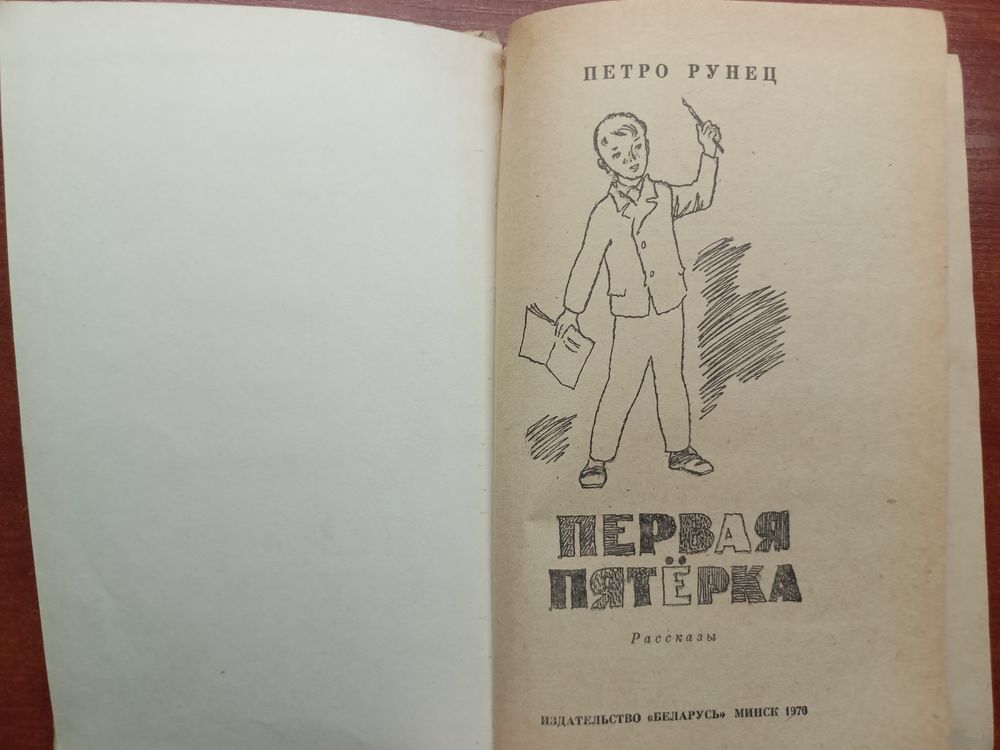 ПЕТРО РУНЕЦ
ПЕРВАЯ
ПЯТЁРКА
Рассказы
ИЗДАТЕЛЬСТВО «БЕЛАРУСЬ» МИНСК 1970